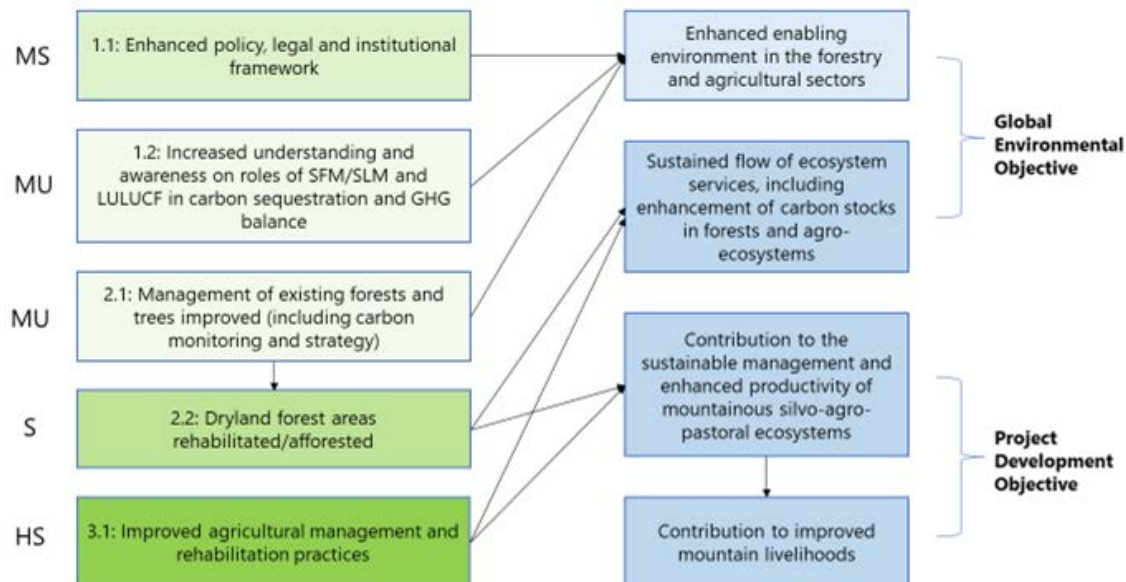 MS
1.1: Enhanced policy, legal and institutional
framework
MU
1.2: Increased understanding and
awareness on roles of SFM/SLM and
LULUCF in carbon sequestration and GHG
balance
MU
2.1: Management of existing forests and
trees improved (including carbon
monitoring and strategy)
S
2.2: Dryland forest areas
rehabilitated/afforested
HS
3.1: Improved agricultural management and
rehabilitation practices
Enhanced enabling
environment in the forestry
and agricultural sectors
Sustained flow of ecosystem
services, including
enhancement of carbon stocks
in forests and agro-
ecosystems
Contribution to the
sustainable management and
enhanced productivity of
mountainous silvo-agro-
pastoral ecosystems
Contribution to improved
mountain livelihoods
Global
Environmental
Objective
Project
Development
Objective